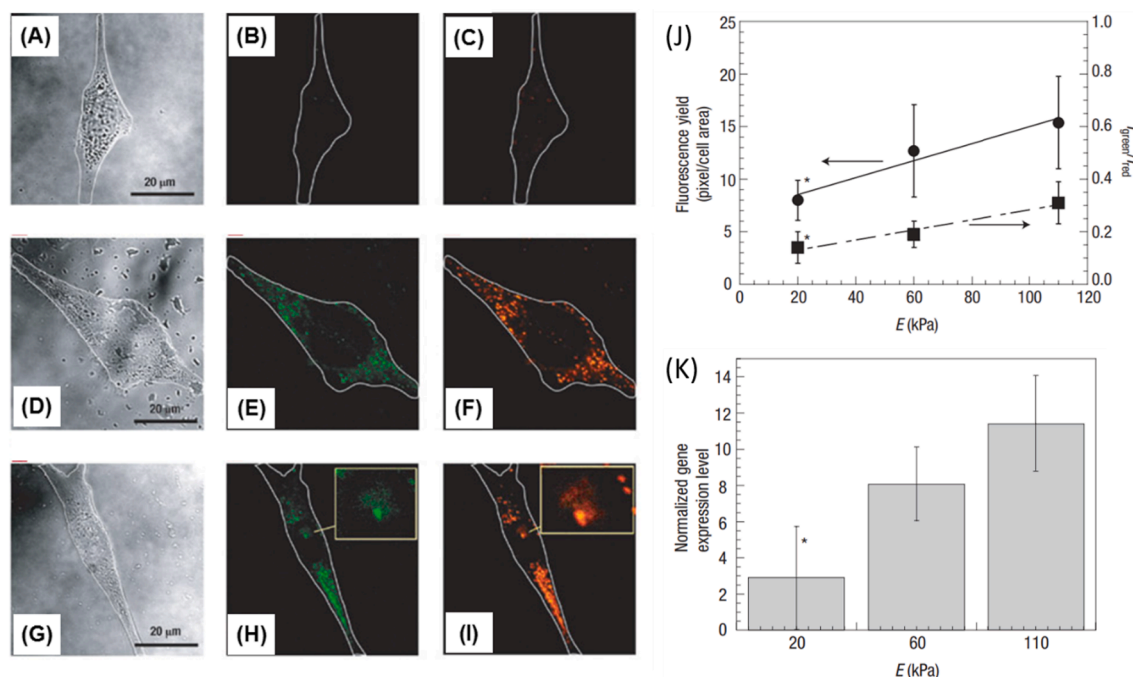 (A)
20 µm
(B)
(C)
(D)
20 µm
(E)
(F)
(G)
20 µm
(H)
(I)
(J)
Fluorescence yield
(pixel/cell area)
25
20
15
10
5
0
*
*
1.0
0.8
0.6
0.4
0.2
0.0
I green/I red
0 20 40 60 80 100 120
E (kPa)
(K)
Normalized gene
expression level
14
12
10
8
6
4
2
0
*
20 60 110
E (kPa)